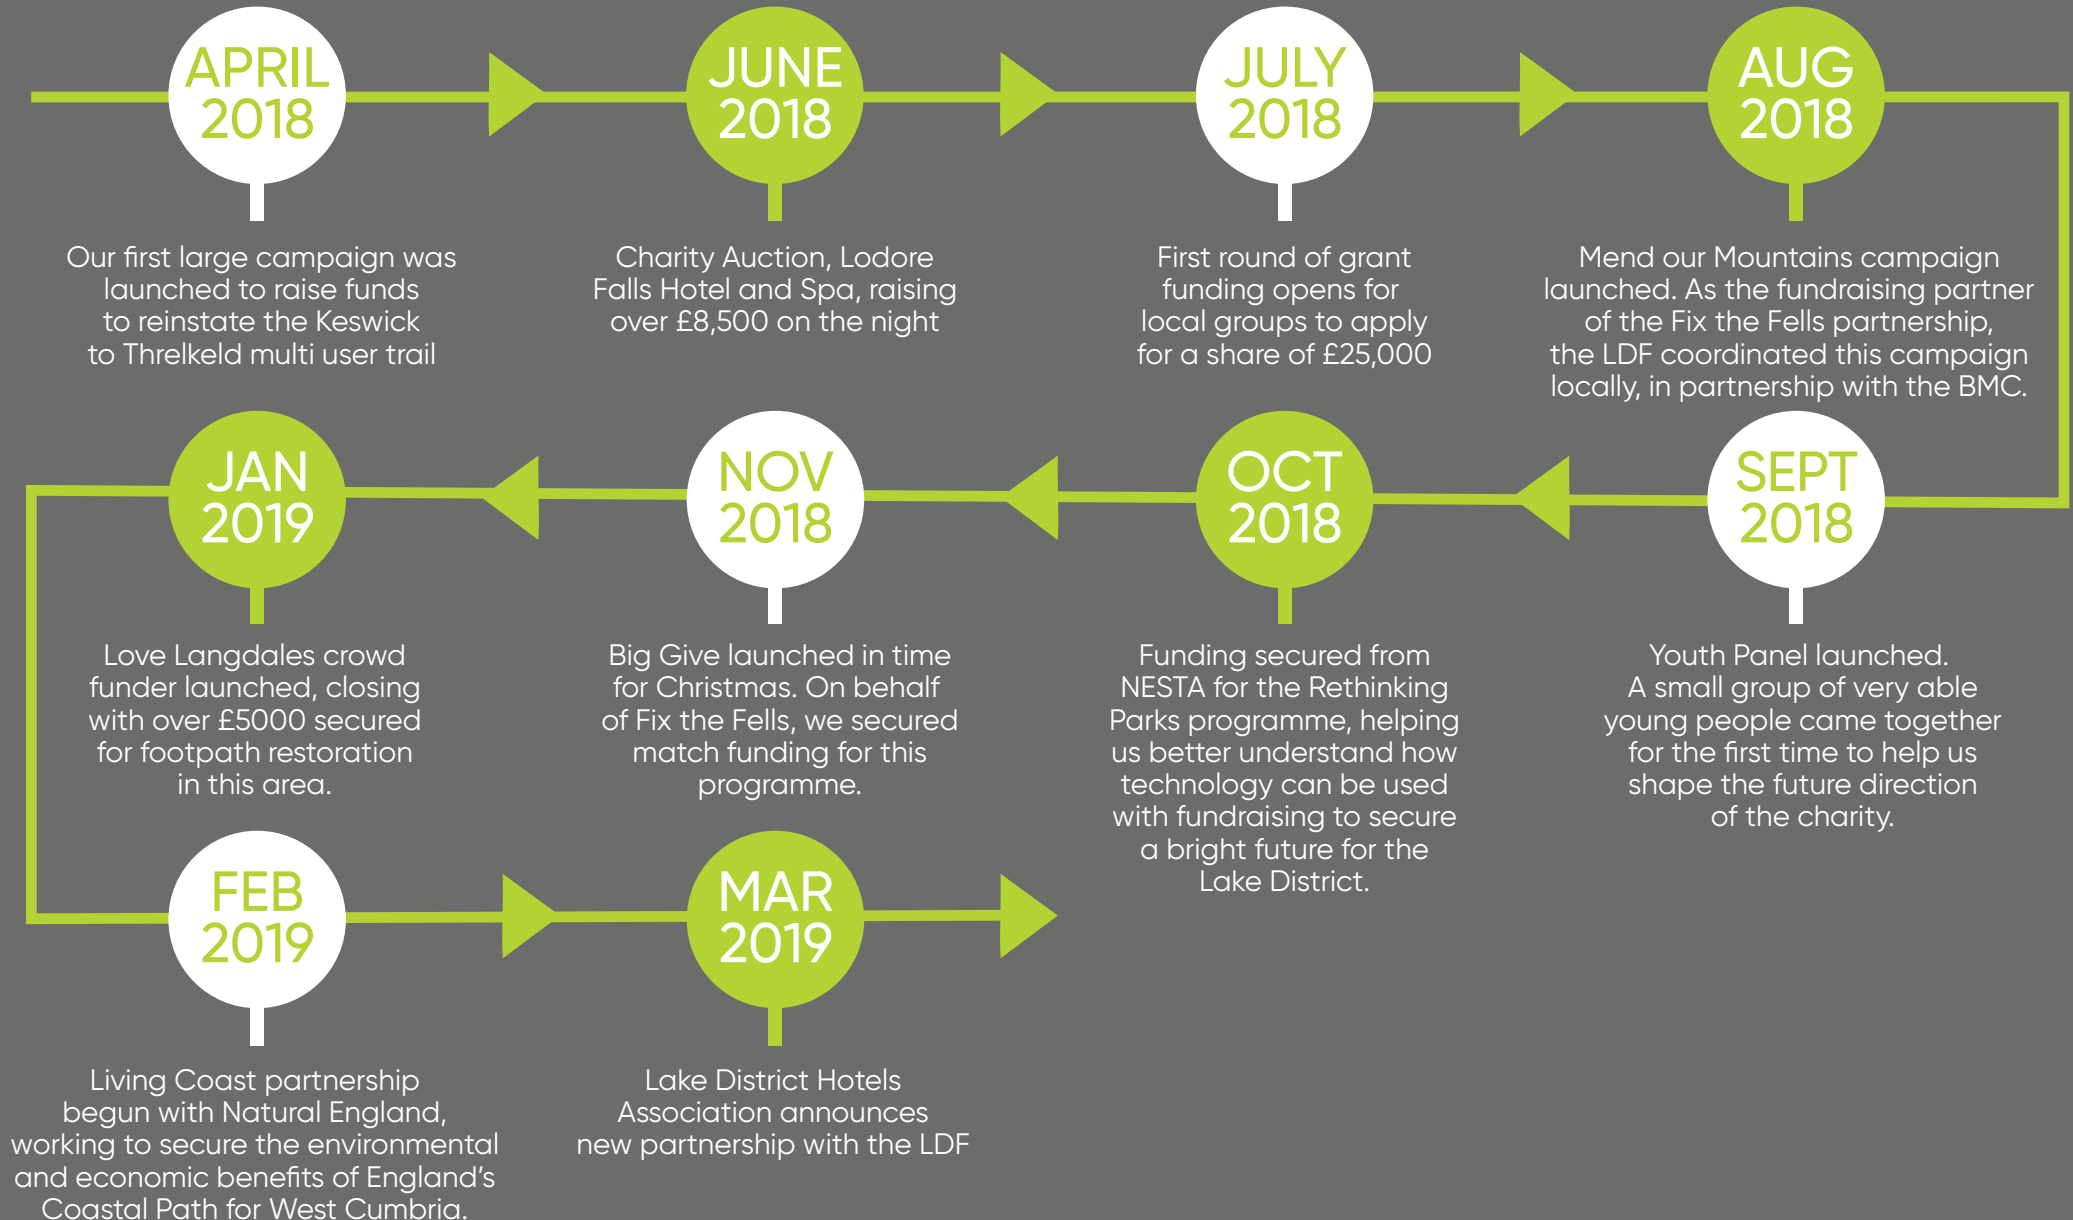 APRIL
2018
Our first large campaign was
launched to raise funds
to reinstate the Keswick
to Threlkeld multi user trail
JUNE
2018
Charity Auction, Lodore
Falls Hotel and Spa, raising
over £8,500 on the night
JULY
2018
First round of grant
funding opens for
local groups to apply
for a share of £25,000
AUG
2018
Mend our Mountains campaign
launched. As the fundraising partner
of the Fix the Fells partnership,
the LDF coordinated this campaign
locally, in partnership with the BMC.
SEPT
2018
Youth Panel launched.
A small group of very able
young people came together
for the first time to help us
shape the future direction
of the charity.
OCT
2018
Funding secured from
NESTA for the Rethinking
Parks programme, helping
us better understand how
technology can be used
with fundraising to secure
a bright future for the
Lake District.
NOV
2018
Big Give launched in time
for Christmas. On behalf
of Fix the Fells, we secured
match funding for this
programme.
JAN
2019
Love Langdales crowd
funder launched, closing
with over £5000 secured
for footpath restoration
in this area.
FEB
2019
Living Coast partnership
begun with Natural England,
working to secure the environmental
and economic benefits of England’s
Coastal Path for West Cumbria.
MAR
2019
Lake District Hotels
Association announces
new partnership with the LDF